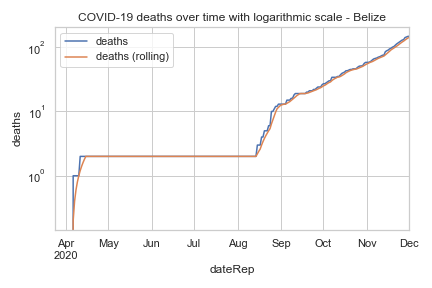 COVID-19 deaths over time with logarithmic scale - Belize
deaths
deaths (rolling)
10²
10¹
10⁰
deaths
Apr May Jun Jul Aug Sep Oct Nov Dec
2020
dateRep